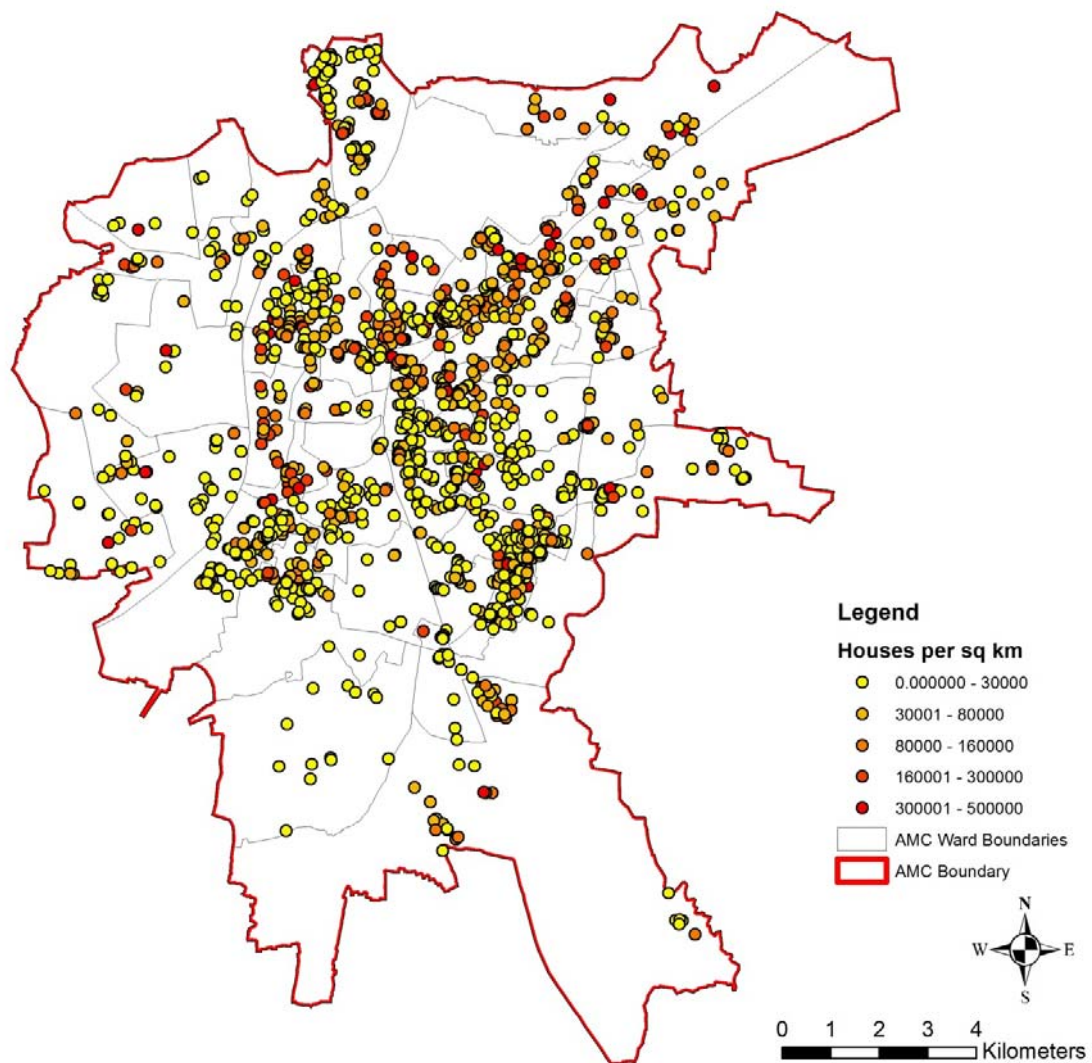 Legend
Houses per sq km
0.000000 - 30000
30001 - 80000
80000 - 160000
160001 - 300000
300001 - 500000
AMC Ward Boundaries
AMC Boundary
N
W E
S
0 1 2 3 4
Kilometers